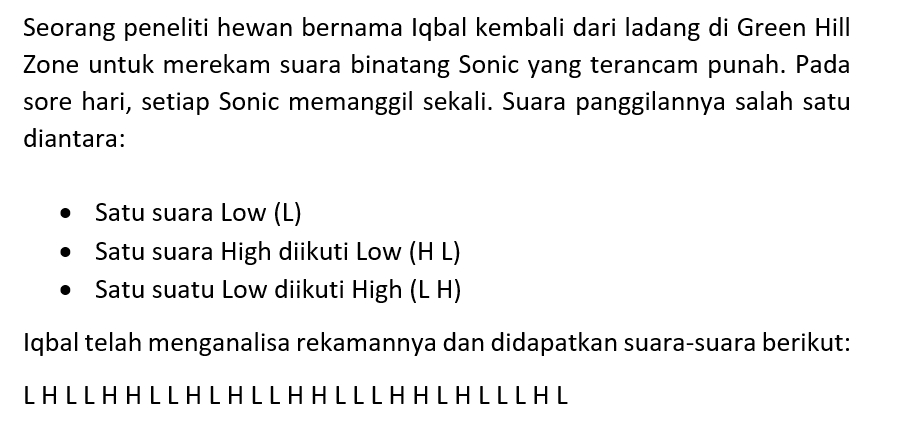 Seorang peneliti hewan bernama Iqbal kembali dari ladang di Green Hill
Zone untuk merekam suara binatang Sonic yang terancam punah. Pada
sore hari, setiap Sonic memanggil sekali. Suara panggilannya salah satu
diantara:
• Satu suara Low (L)
• Satu suara High diikuti Low (H L)
• Satu suatu Low diikuti High (L H)
Iqbal telah menganalisa rekamannya dan didapatkan suara-suara berikut:
L H L L H H L L H L H L L H H L L L H H L H L L L H L